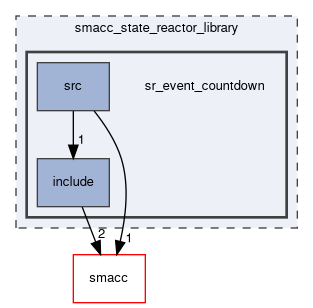 smacc_state_reactor_library
src
sr_event_countdown
1
include
2
1
smacc